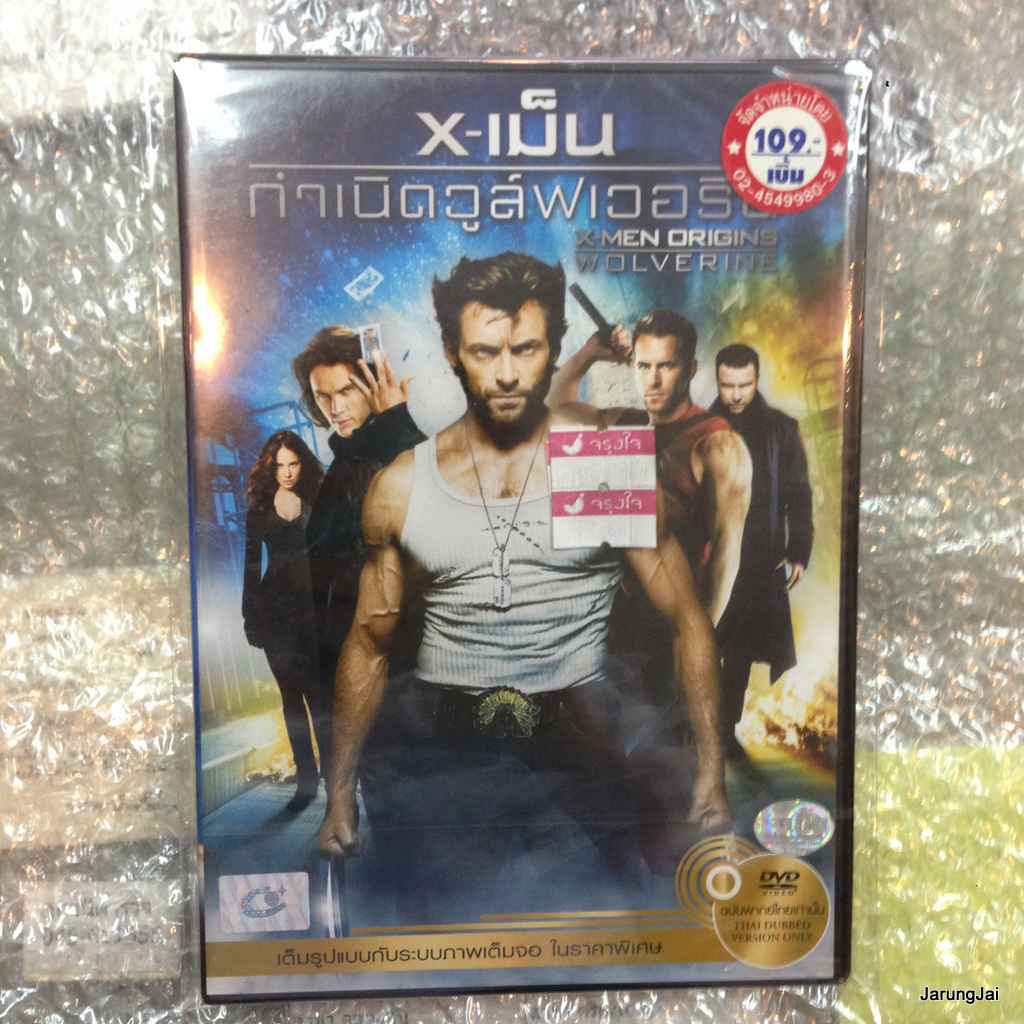 X-เม็น
กำเนิดวูล์ฟเวอรี
X-MEN ORIGINS
WOLVERINE
จัดจำหน่ายโดย
109.-
เข้ม
02-4549980-3
จรุงใจ
จรุงใจ
DVD
VIDEO
ฉบับพากย์ไทยเท่านั้น
THAI DUBBED
VERSION ONLY
เต็มรูปแบบกับระบบภาพเต็มจอ ในราคาพิเศษ
JarungJai